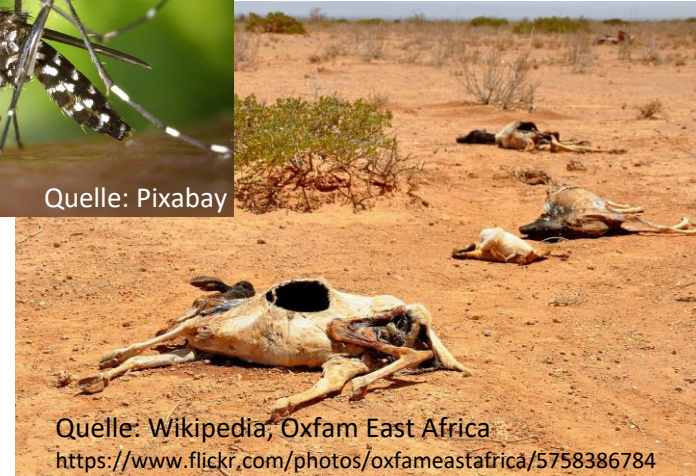 Quelle: Pixabay
Quelle: Wikipedia; Oxfam East Africa
https://www.flickr.com/photos/oxfameastafrica/5758386784